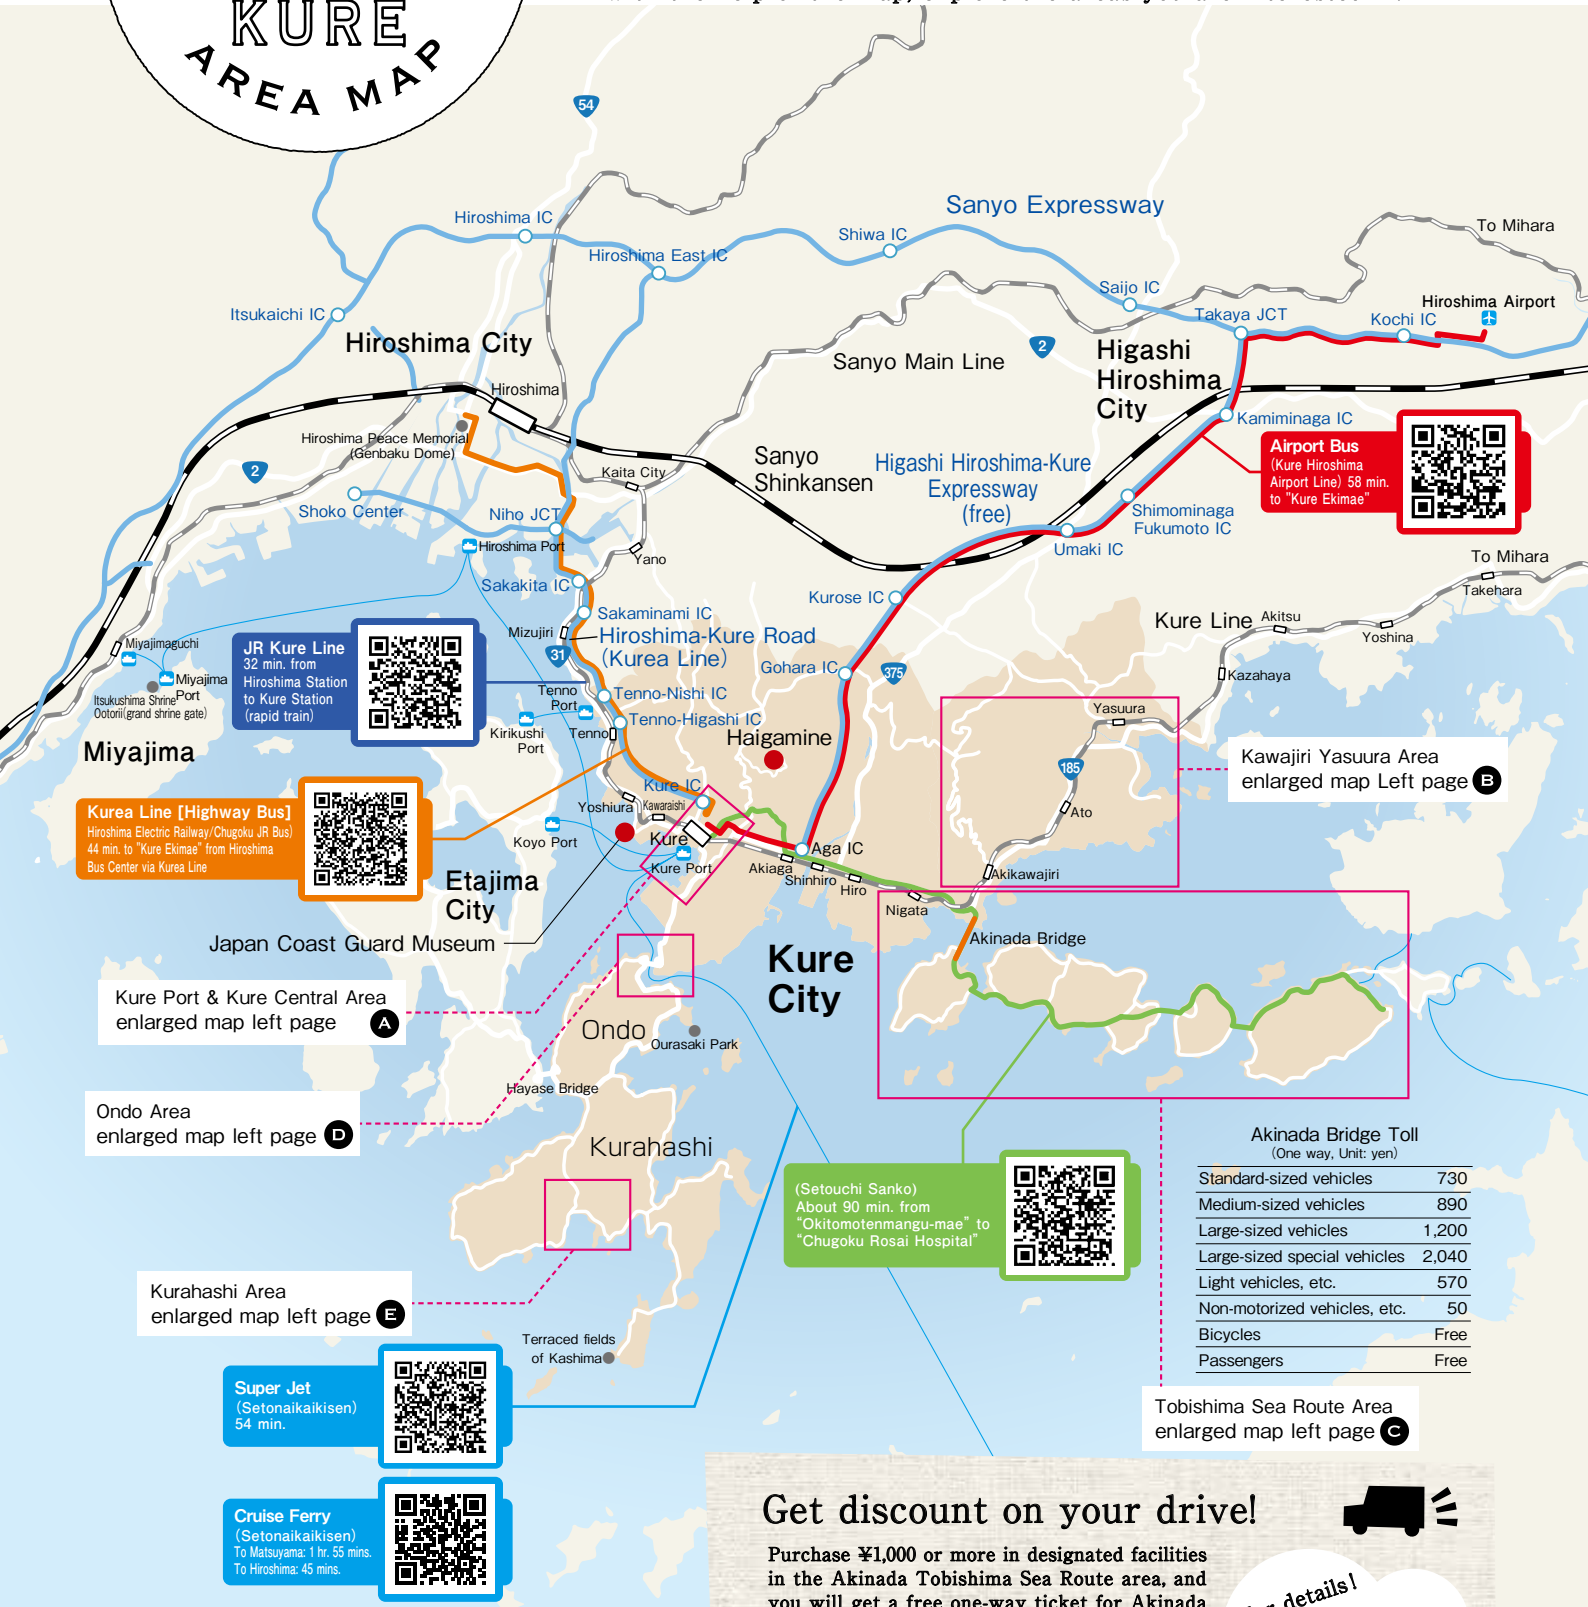 KURE
AREA MAP
54
Hiroshima IC
Sanyo Expressway
Shiwa IC
To Mihara
Hiroshima East IC
Saijo IC
Itsukaichi IC
Hiroshima City
Takaya JCT
Kochi IC
Hiroshima Airport
2
Sanyo Main Line
Higashi
Hiroshima
City
Hiroshima
Kamiminaga IC
Hiroshima Peace Memorial
(Genbaku Dome)
Airport Bus
(Kure Hiroshima
Airport Line) 58 min.
to "Kure Ekimae"
2
Kaita City
Sanyo
Shinkansen
Higashi Hiroshima-Kure
Expressway
(free)
Shoko Center
Niho JCT
Shimominaga
Fukumoto IC
Hiroshima Port
Umaki IC
Yano
To Mihara
Takehara
Sakakita IC
Kurose IC
Sakaminami IC
Kure Line
Akitsu
Yoshina
Mizujiri
Hiroshima-Kure Road
(Kurea Line)
31
Miyajimaguchi
Miyajima
Port
Itsukushima Shrine
Ootorii(grand shrine gate)
JR Kure Line
32 min. from
Hiroshima Station
to Kure Station
(rapid train)
Gohara IC
375
Kazahaya
Tenno
Port
Tenno-Nishi IC
Yasuura
Kirikushi
Port
Tenno
Tenno-Higashi IC
Haigamine
Miyajima
Kawajiri Yasuura Area
enlarged map Left page B
185
Kure IC
Kurea Line [Highway Bus]
Hiroshima Electric Railway/Chugoku JR Bus)
44 min. to "Kure Ekimae" from Hiroshima
Bus Center via Kurea Line
Yoshiura
Kawaraishi
Ato
Koyo Port
Kure
Aga IC
Kure Port
Akiaga
Shinhiro
Hiro
Akikawajiri
Etajima
City
Nigata
Japan Coast Guard Museum
Akinada Bridge
Kure
City
Kure Port & Kure Central Area
enlarged map left page A
Ondo
Ourasaki Park
Hayase Bridge
Ondo Area
enlarged map left page D
Kurahashi
Akinada Bridge Toll
(One way, Unit: yen)
Standard-sized vehicles 730
Medium-sized vehicles 890
Large-sized vehicles 1,200
Large-sized special vehicles 2,040
Light vehicles, etc. 570
Non-motorized vehicles, etc. 50
Bicycles Free
Passengers Free
(Setouchi Sanko)
About 90 min. from
“Okitomotenmangu-mae” to
“Chugoku Rosai Hospital”
Kurahashi Area
enlarged map left page E
Terraced fields
of Kashima
Super Jet
(Setonaikaikisen)
54 min.
Tobishima Sea Route Area
enlarged map left page C
Cruise Ferry
(Setonaikaikisen)
To Matsuyama: 1 hr. 55 mins.
To Hiroshima: 45 mins.
Get discount on your drive!
Purchase ¥1,000 or more in designated facilities
in the Akinada Tobishima Sea Route area, and
you will get a free one-way ticket for Akinada
details!